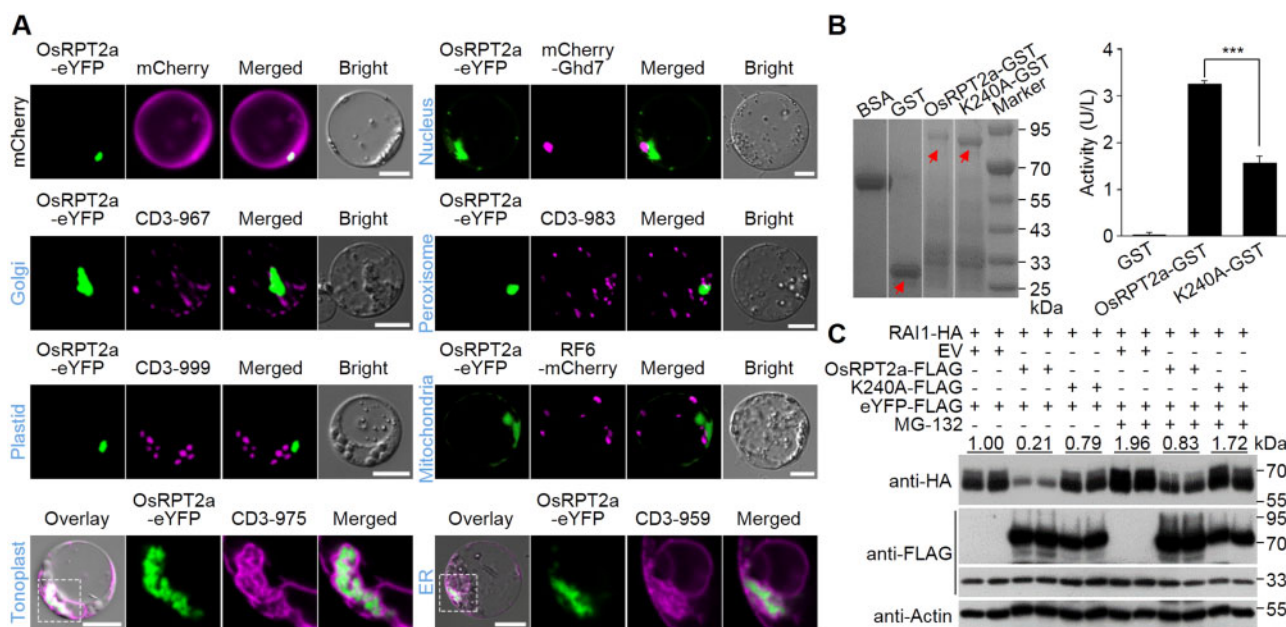 A
OsRPT2a
-eYFP mCherry Merged Bright
mCherry
OsRPT2a
-eYFP
mCherry
-Ghd7 Merged Bright
Nucleus
OsRPT2a
-eYFP CD3-967 Merged Bright
Golgi
OsRPT2a
-eYFP CD3-983 Merged Bright
Peroxisome
OsRPT2a
-eYFP CD3-999 Merged Bright
Plastid
OsRPT2a
-eYFP
RF6
-mCherry Merged Bright
Mitochondria
Overlay
OsRPT2a
-eYFP CD3-975 Merged
Tonoplast
Overlay
OsRPT2a
-eYFP CD3-959 Merged
ER
B
BSA
GST
OsRPT2a-GST
K240A-GST
Marker
95
70
55
43
33
25
kDa
Activity (U/L)
4
3
2
1
0
***
GST
OsRPT2a-GST
K240A-GST
C
RAI1-HA + + + + + + + + + + + +
EV + + - - - - + + - - - -
OsRPT2a-FLAG - - + + - - - - + + - -
K240A-FLAG - - - - + + - - - - + +
eYFP-FLAG + + + + + + + + + + + +
MG-132 - - - - - - + + + + + +
1.00 0.21 0.79 1.96 0.83 1.72 kDa
anti-HA
70
55
anti-FLAG
95
70
33
anti-Actin
55